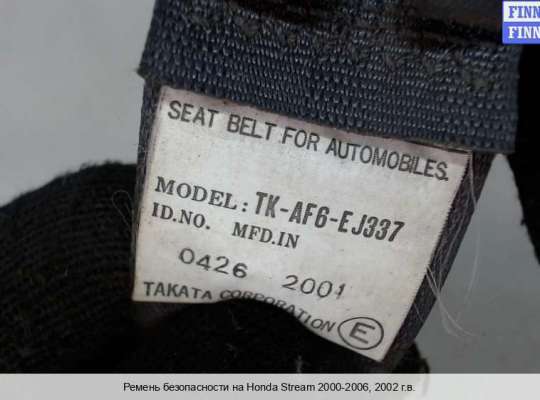 FINN
FINN
SEAT BELT FOR AUTOMOBILES.
MODEL: TK-AF6-EJ337
ID.NO. MFD.IN
0426 2001
TAKATA CORPORATION E
Ремень безопасности на Honda Stream 2000-2006, 2002 г.в.